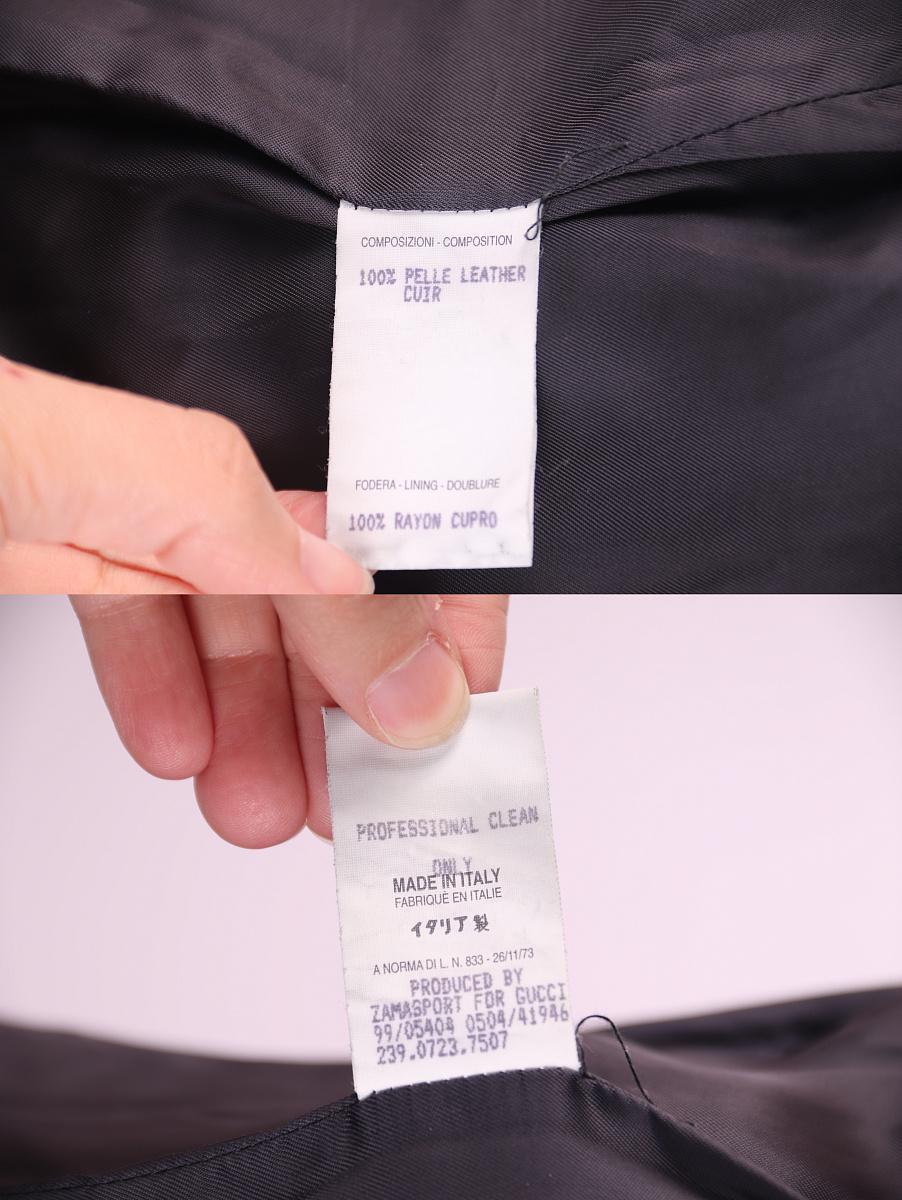 COMPOSIZIONI - COMPOSITION
100% PELLE LEATHER
CUIR
FODERA - LINING - DOUBLURE
100% RAYON CUPRO
PROFESSIONAL CLEAN
ONLY
MADE IN ITALY
FABRIQUÈ EN ITALIE
イタリア製
A NORMA DI L. N. 833 - 26/11/73
PRODUCED BY
ZAMASPORT FOR GUCCI
99/05404 0504/41946
239.0723.7507